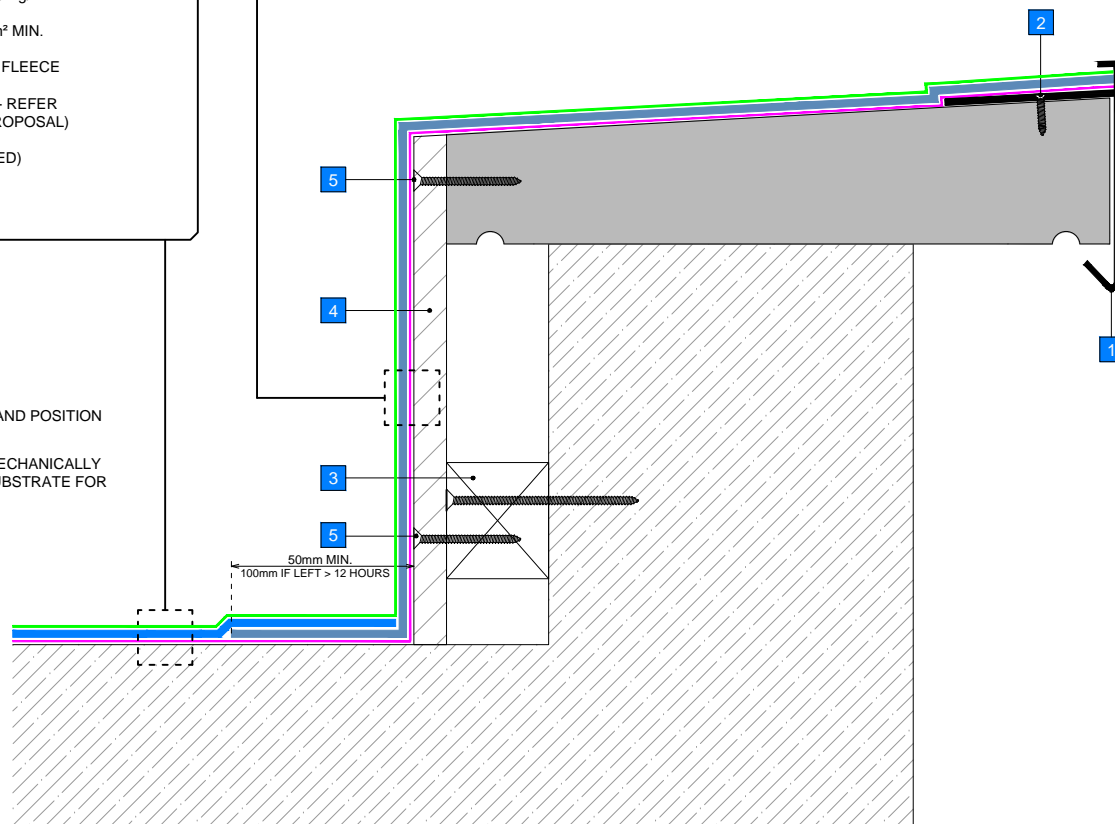 m² MIN.
FLEECE
- REFER
ROPOSAL)
ED)
2
5
4
1
AND POSITION
ECHANICALLY
UBSTRATE FOR
3
5
50mm MIN.
100mm IF LEFT > 12 HOURS